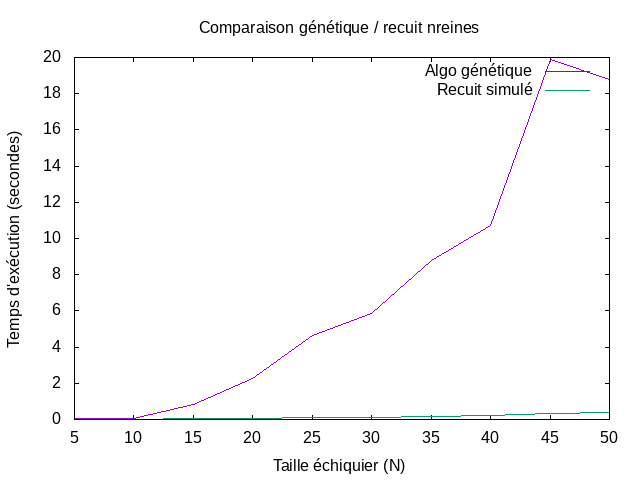 Comparaison génétique / recuit nreines
Algo génétique
Recuit simulé
Temps d'exécution (secondes)
20
18
16
14
12
10
8
6
4
2
0
5 10 15 20 25 30 35 40 45 50
Taille échiquier (N)